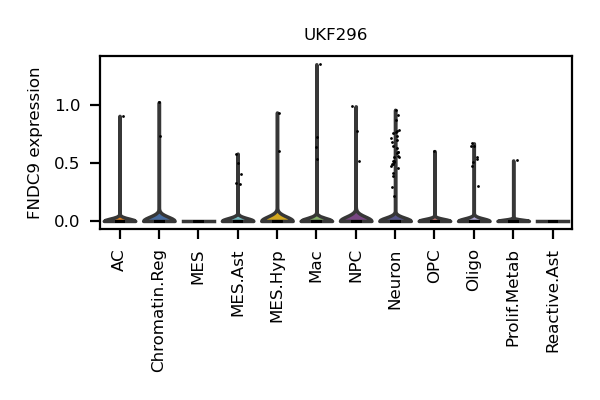 UKF296
FNDC9 expression
1.0
0.5
0.0
AC
Chromatin.Reg
MES
MES.Ast
MES.Hyp
Mac
NPC
Neuron
OPC
Oligo
Prolif.Metab
Reactive.Ast